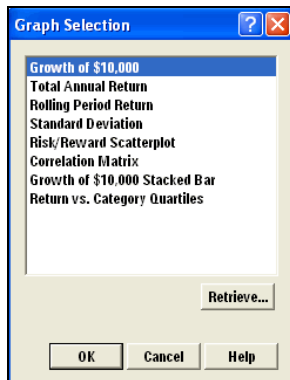 Graph Selection
Growth of $10,000
Total Annual Return
Rolling Period Return
Standard Deviation
Risk/Reward Scatterplot
Correlation Matrix
Growth of $10,000 Stacked Bar
Return vs. Category Quartiles
Retrieve...
OK Cancel Help